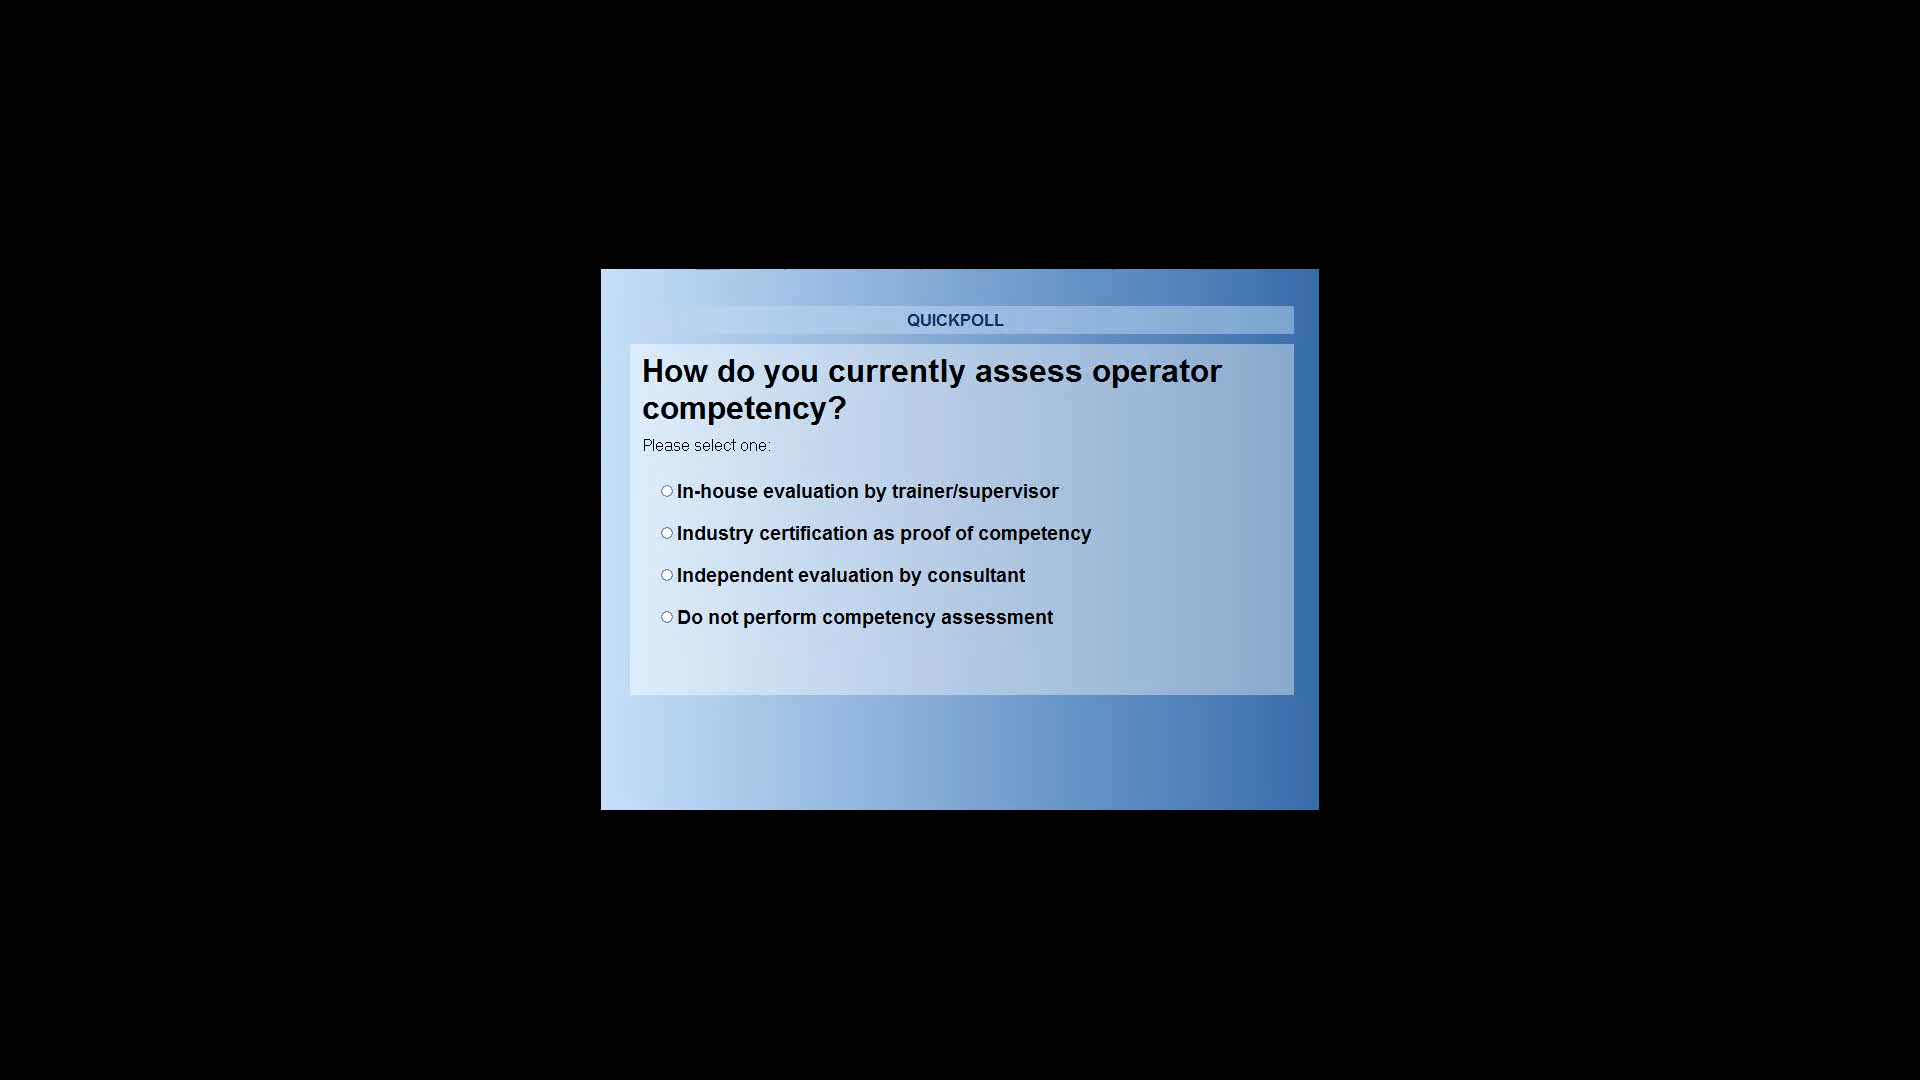 QUICKPOLL
How do you currently assess operator
competency?
Please select one:
In-house evaluation by trainer/supervisor
Industry certification as proof of competency
Independent evaluation by consultant
Do not perform competency assessment